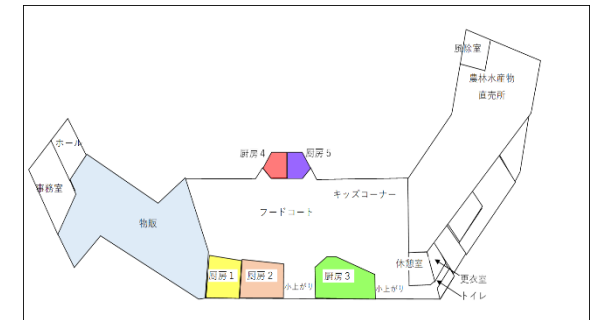 風除室
農林水産物
直売所
ホール
厨房4
厨房5
事務室
キッズコーナー
フードコート
物販
休憩室
厨房1
厨房2
厨房3
小上がり
小上がり
更衣室
トイレ